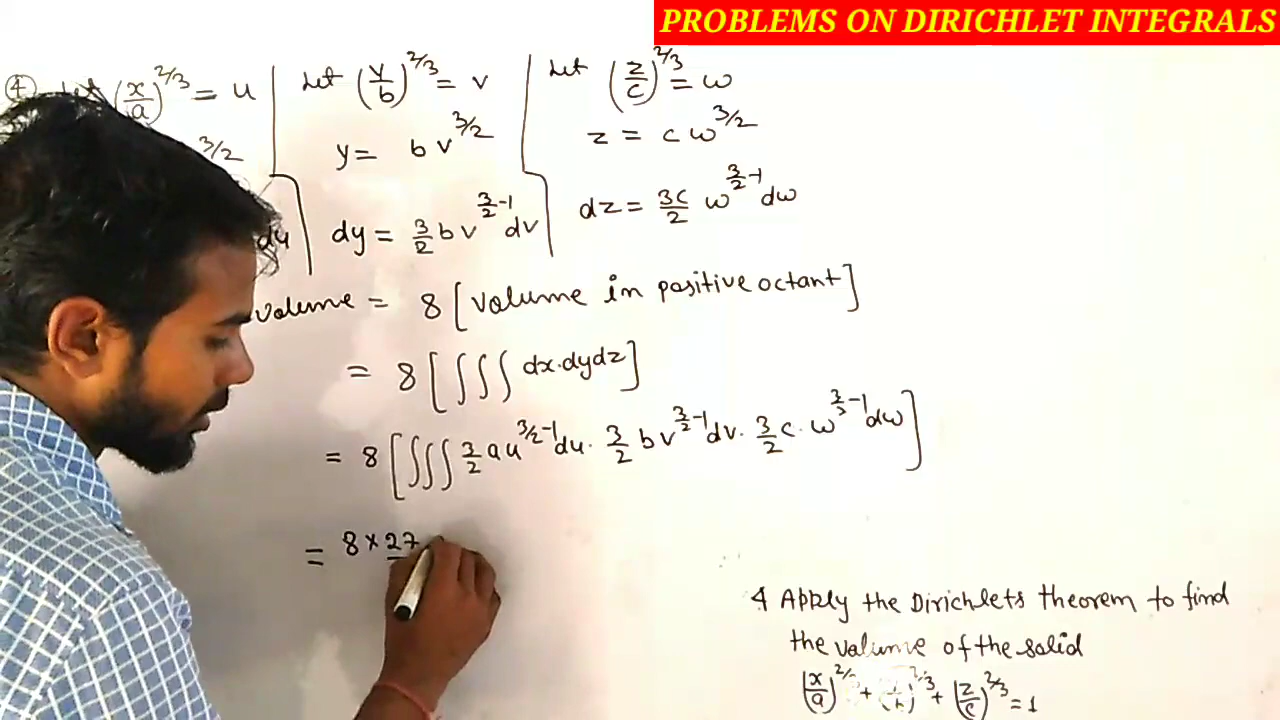 PROBLEMS ON DIRICHLET INTEGRALS
④ Let (x/a)^2/3 = u
3/2
du
Let (y/b)^2/3 = v
y = b v^3/2
dy = 3/2 b v^3/2-1 dv
Let (z/c)^2/3 = ω
z = c ω^3/2
dz = 3c/2 ω^3/2-1 dω
volume = 8 [volume in positive octant]
= 8 [∫∫∫ dx.dydz]
= 8 [∫∫∫ 3/2 a u^3/2-1 du. 3/2 b v^3/2-1 dv. 3/2 c. ω^3/2-1 dω]
= 8 × 27
4 Apply the Dirichlets theorem to find
the volume of the solid
(x/a)^2/3 + (y/b)^2/3 + (z/c)^2/3 = 1